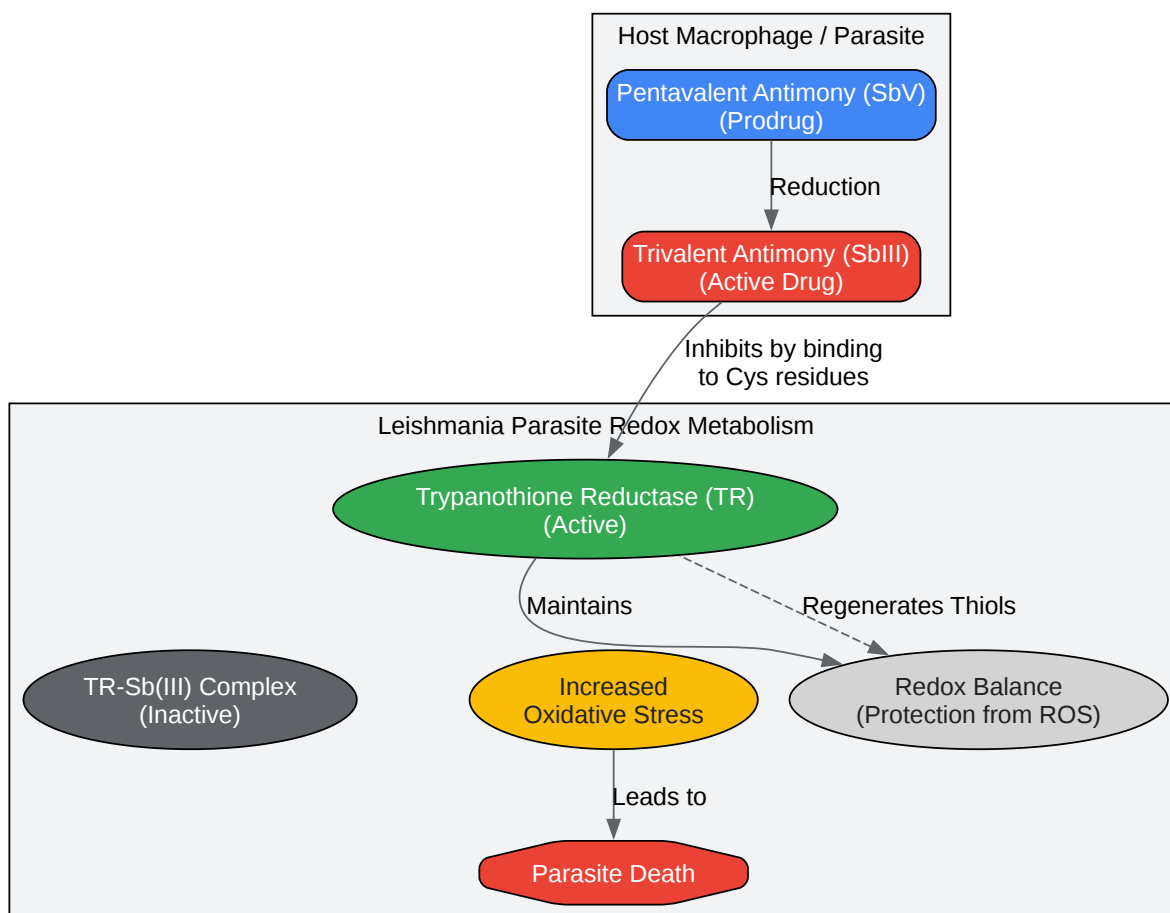 Host Macrophage / Parasite
Pentavalent Antimony (SbV)
(Prodrug)
Reduction
Trivalent Antimony (SbIII)
(Active Drug)
Inhibits by binding
to Cys residues
Leishmania Parasite Redox Metabolism
Trypanothione Reductase (TR)
(Active)
Maintains
Regenerates Thiols
TR-Sb(III) Complex
(Inactive)
Increased
Oxidative Stress
Redox Balance
(Protection from ROS)
Leads to
Parasite Death